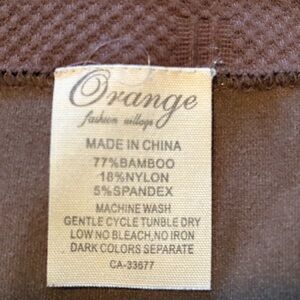 Orange
fashion village
MADE IN CHINA
77%BAMBOO
18%NYLON
5%SPANDEX
MACHINE WASH
GENTLE CYCLE TUNBLE DRY
LOW NO BLEACH,NO IRON
DARK COLORS SEPARATE
CA-33677